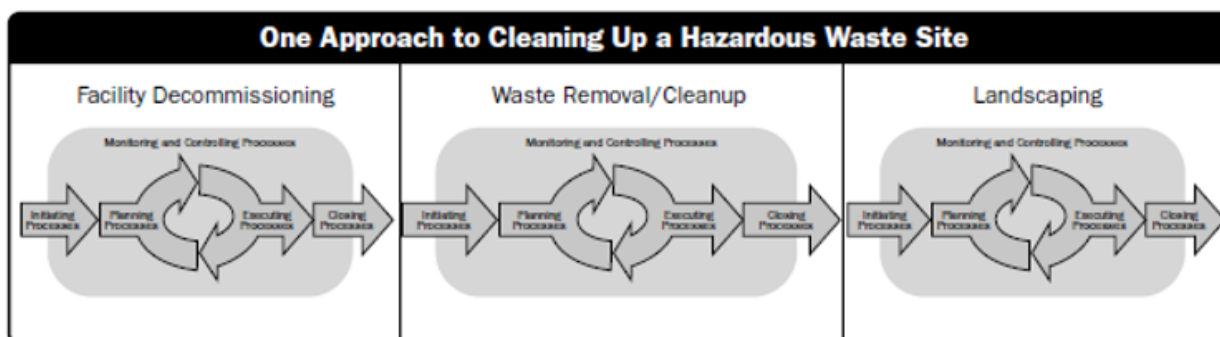 One Approach to Cleaning Up a Hazardous Waste Site
Facility Decommissioning
Monitoring and Controlling Processes
Initiating
Processes
Planning
Processes
Executing
Processes
Closing
Processes
Waste Removal/Cleanup
Monitoring and Controlling Processes
Initiating
Processes
Planning
Processes
Executing
Processes
Closing
Processes
Landscaping
Monitoring and Controlling Processes
Initiating
Processes
Planning
Processes
Executing
Processes
Closing
Processes